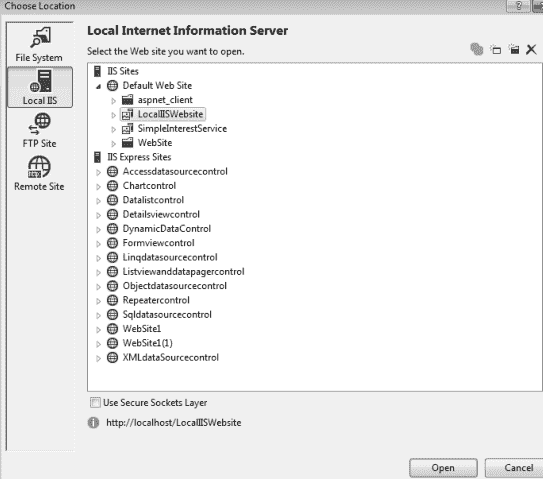 Choose Location
?
File System
Local IIS
FTP Site
Remote Site
Local Internet Information Server
Select the Web site you want to open.
IIS Sites
Default Web Site
aspnet_client
LocalIISWebsite
SimpleInterestService
WebSite
IIS Express Sites
Accessdatasourcecontrol
Chartcontrol
Datalistcontrol
Detailsviewcontrol
DynamicDataControl
Formviewcontrol
Linqdatasourcecontrol
Listviewanddatapagercontrol
Objectdatasourcecontrol
Repeatercontrol
Sqldatasourcecontrol
WebSite1
WebSite1(1)
XMLdataSourcecontrol
Use Secure Sockets Layer
http://localhost/LocalIISWebsite
Open
Cancel